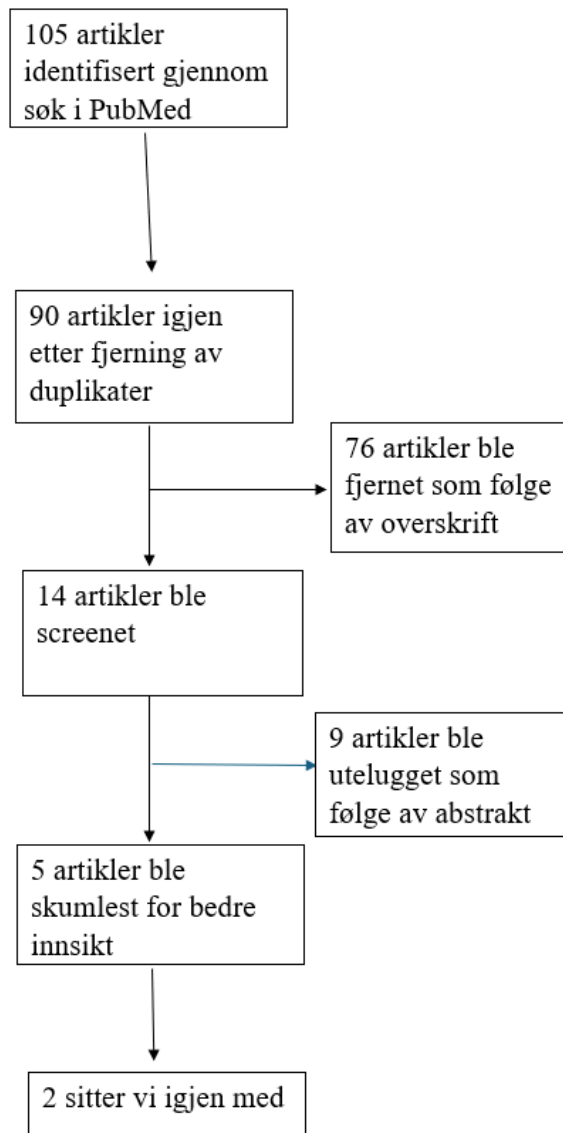 105 artikler
identifisert gjennom
søk i PubMed
90 artikler igjen
etter fjerning av
duplikater
76 artikler ble
fjernet som følge
av overskrift
14 artikler ble
screenet
9 artikler ble
utelugget som
følge av abstrakt
5 artikler ble
skumlest for bedre
innsikt
2 sitter vi igjen med